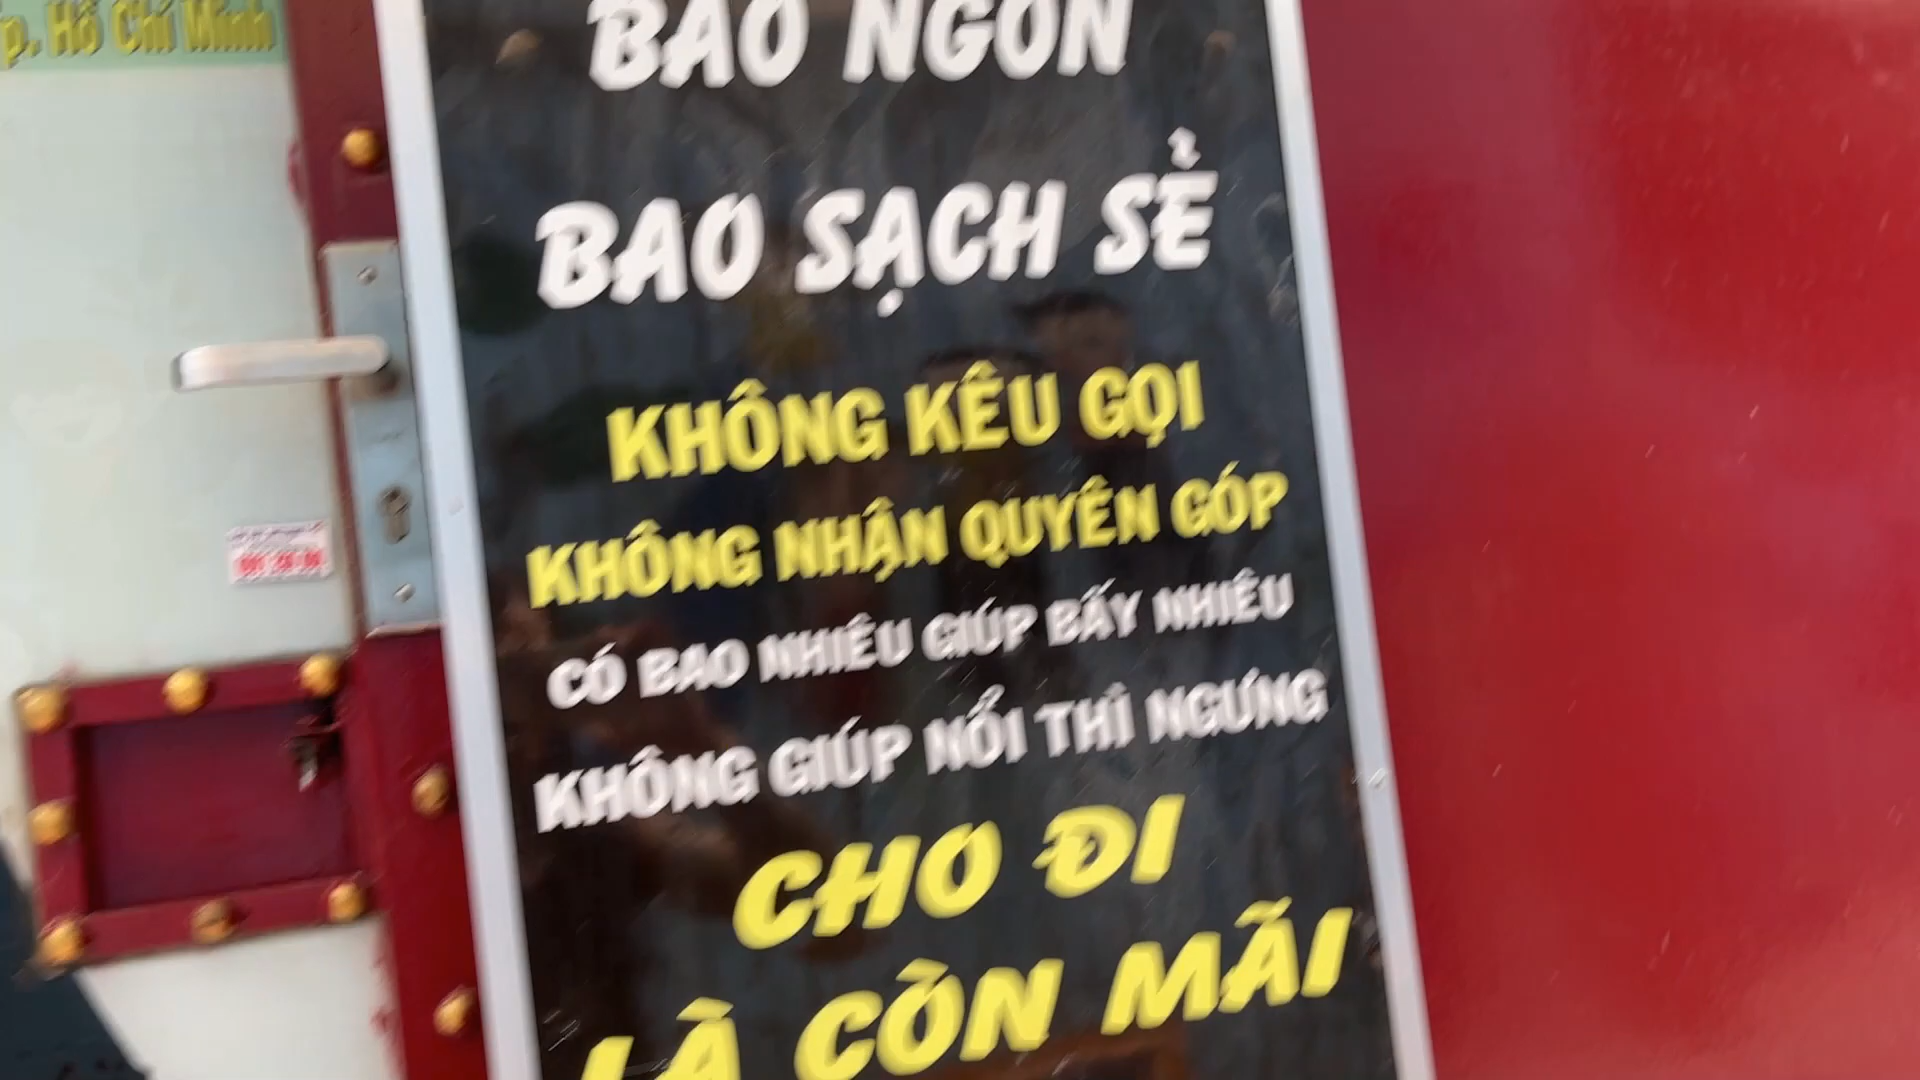 p. Hồ Chí Minh
BAO NGON
BAO SẠCH SẺ
KHÔNG KÊU GỌI
KHÔNG NHẬN QUYÊN GÓP
CÓ BAO NHIÊU GIÚP BẤY NHIÊU
KHÔNG GIÚP NỔI THÌ NGƯNG
CHO ĐI
LÀ CÒN MÃI